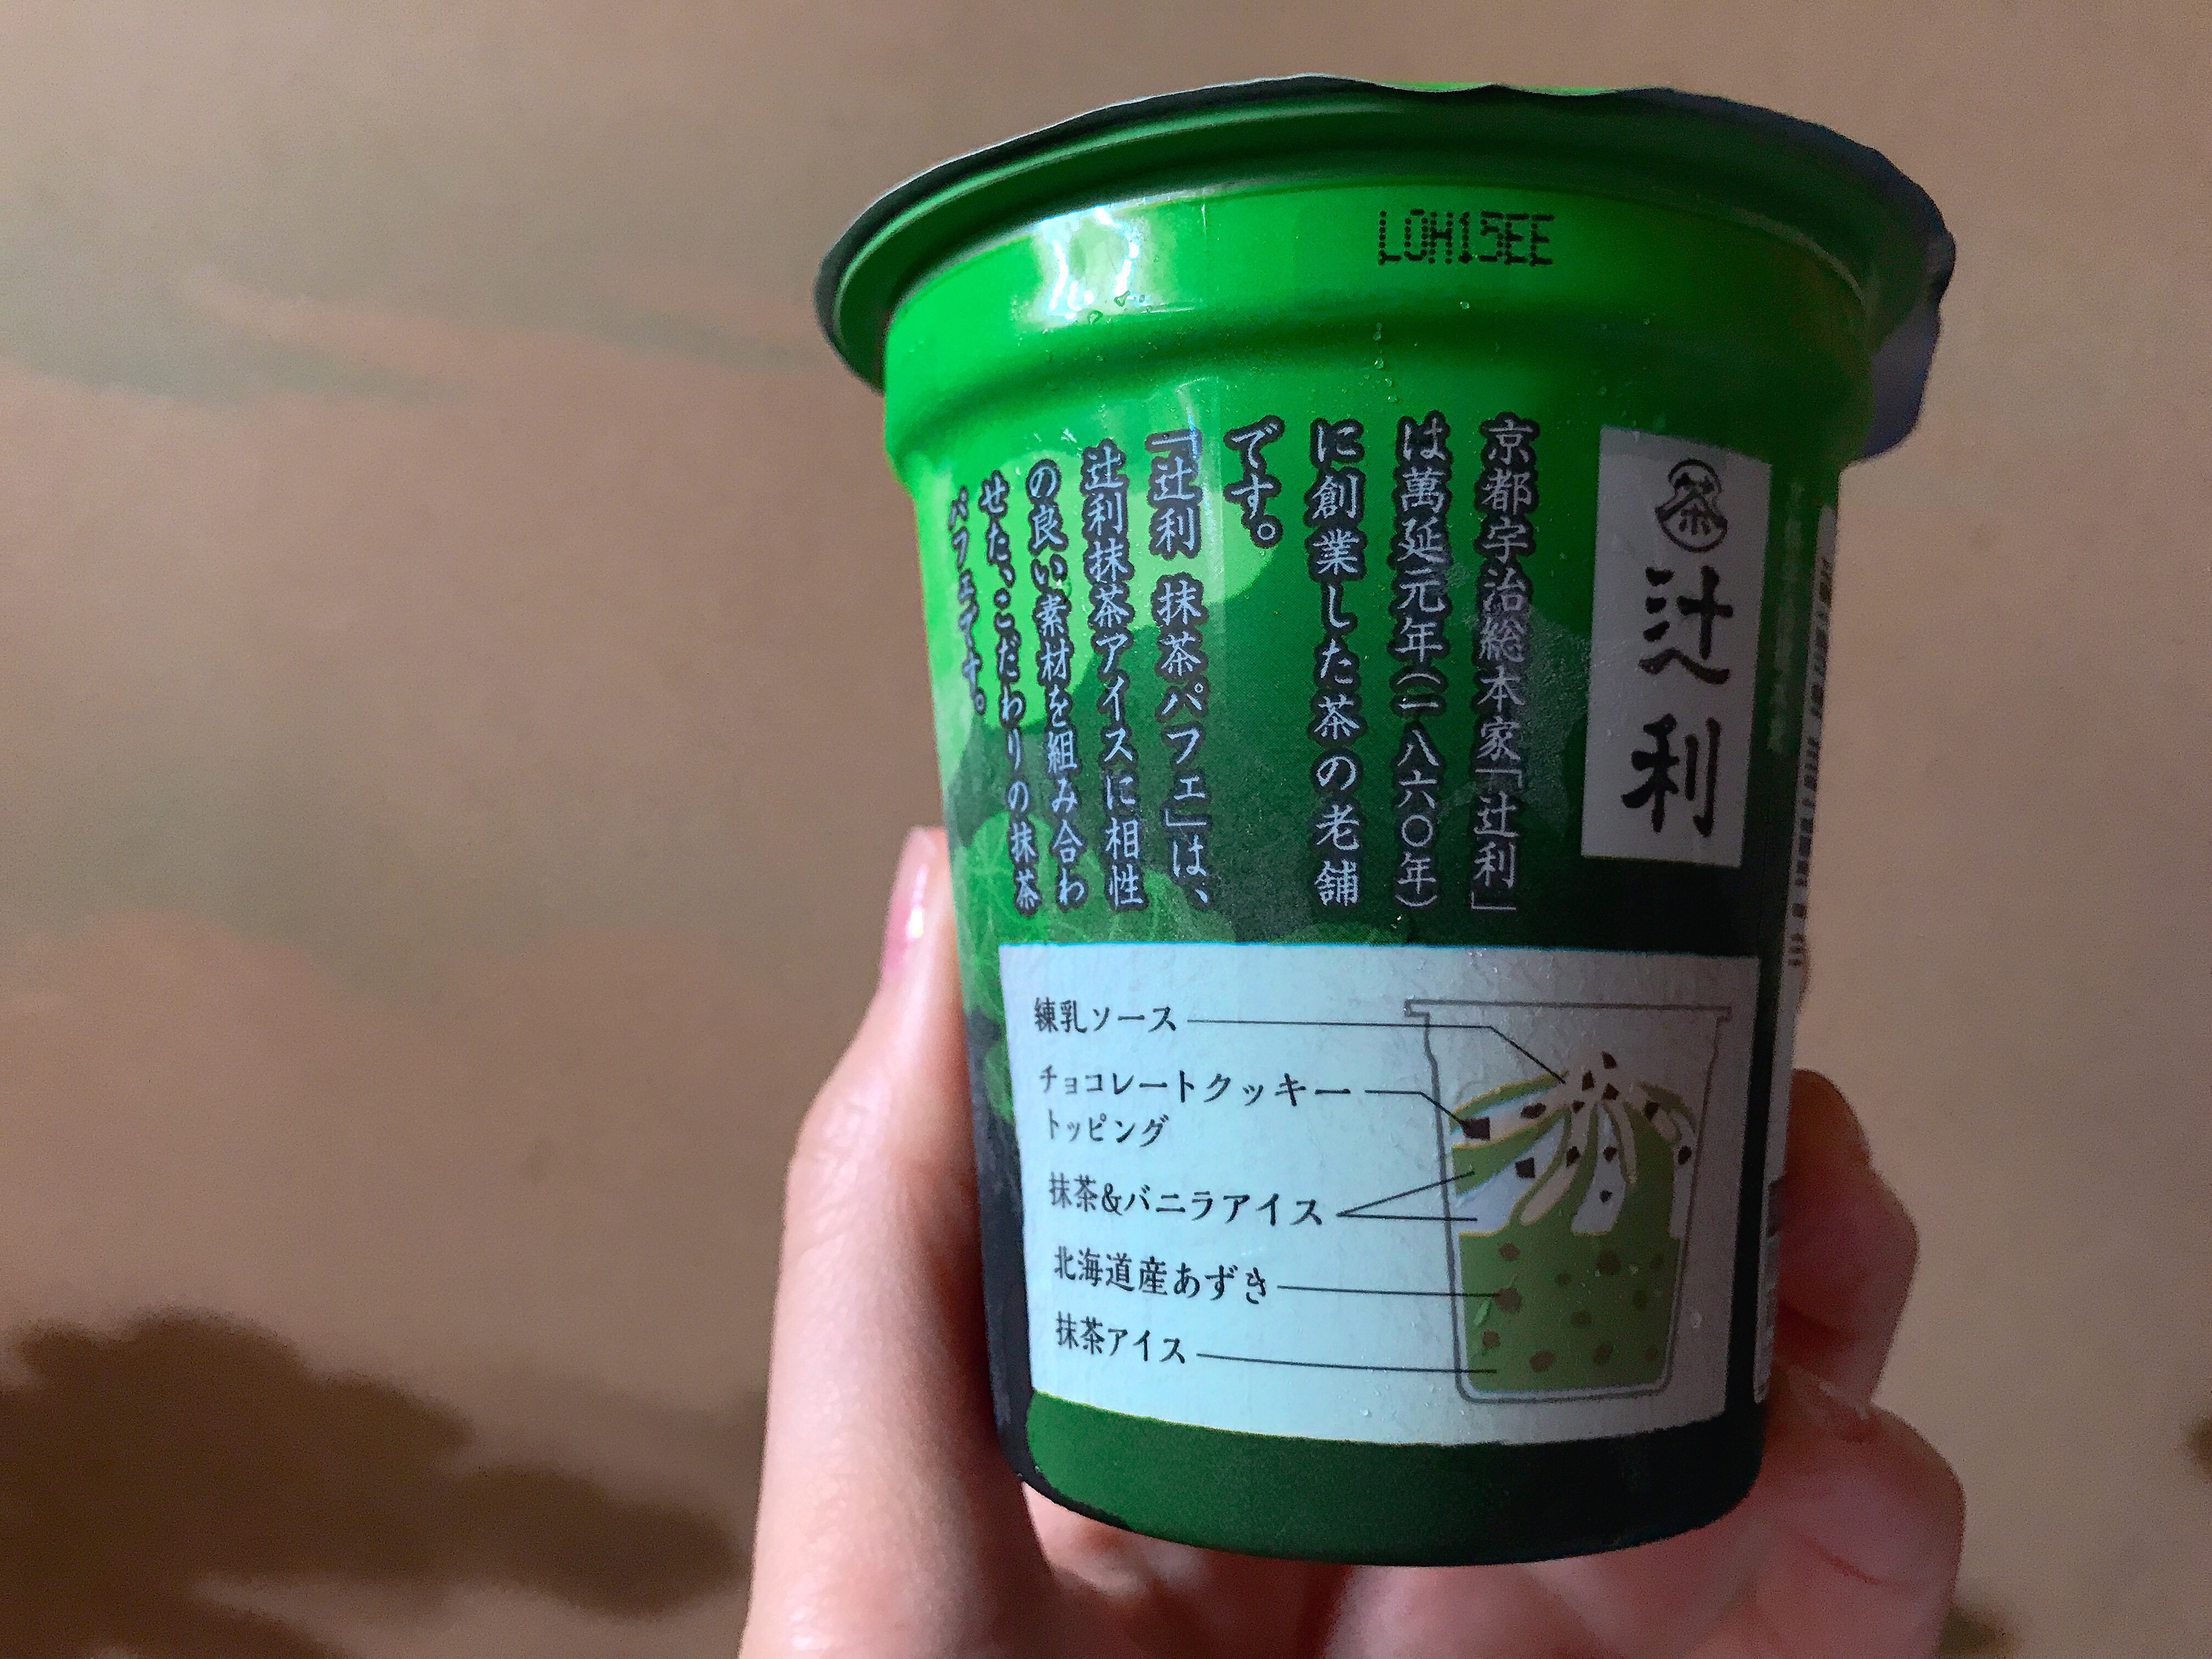 LOH15EE
茶
辻利
京都宇治総本家「辻利」
は萬延元年(一八六〇年)
に創業した茶の老舗
です。
「辻利 抹茶パフェ」は、
辻利抹茶アイスに相性
の良い素材を組み合わ
せた、こだわりの抹茶
パフェです。
練乳ソース
チョコレートクッキー
トッピング
抹茶&バニラアイス
北海道産あずき
抹茶アイス